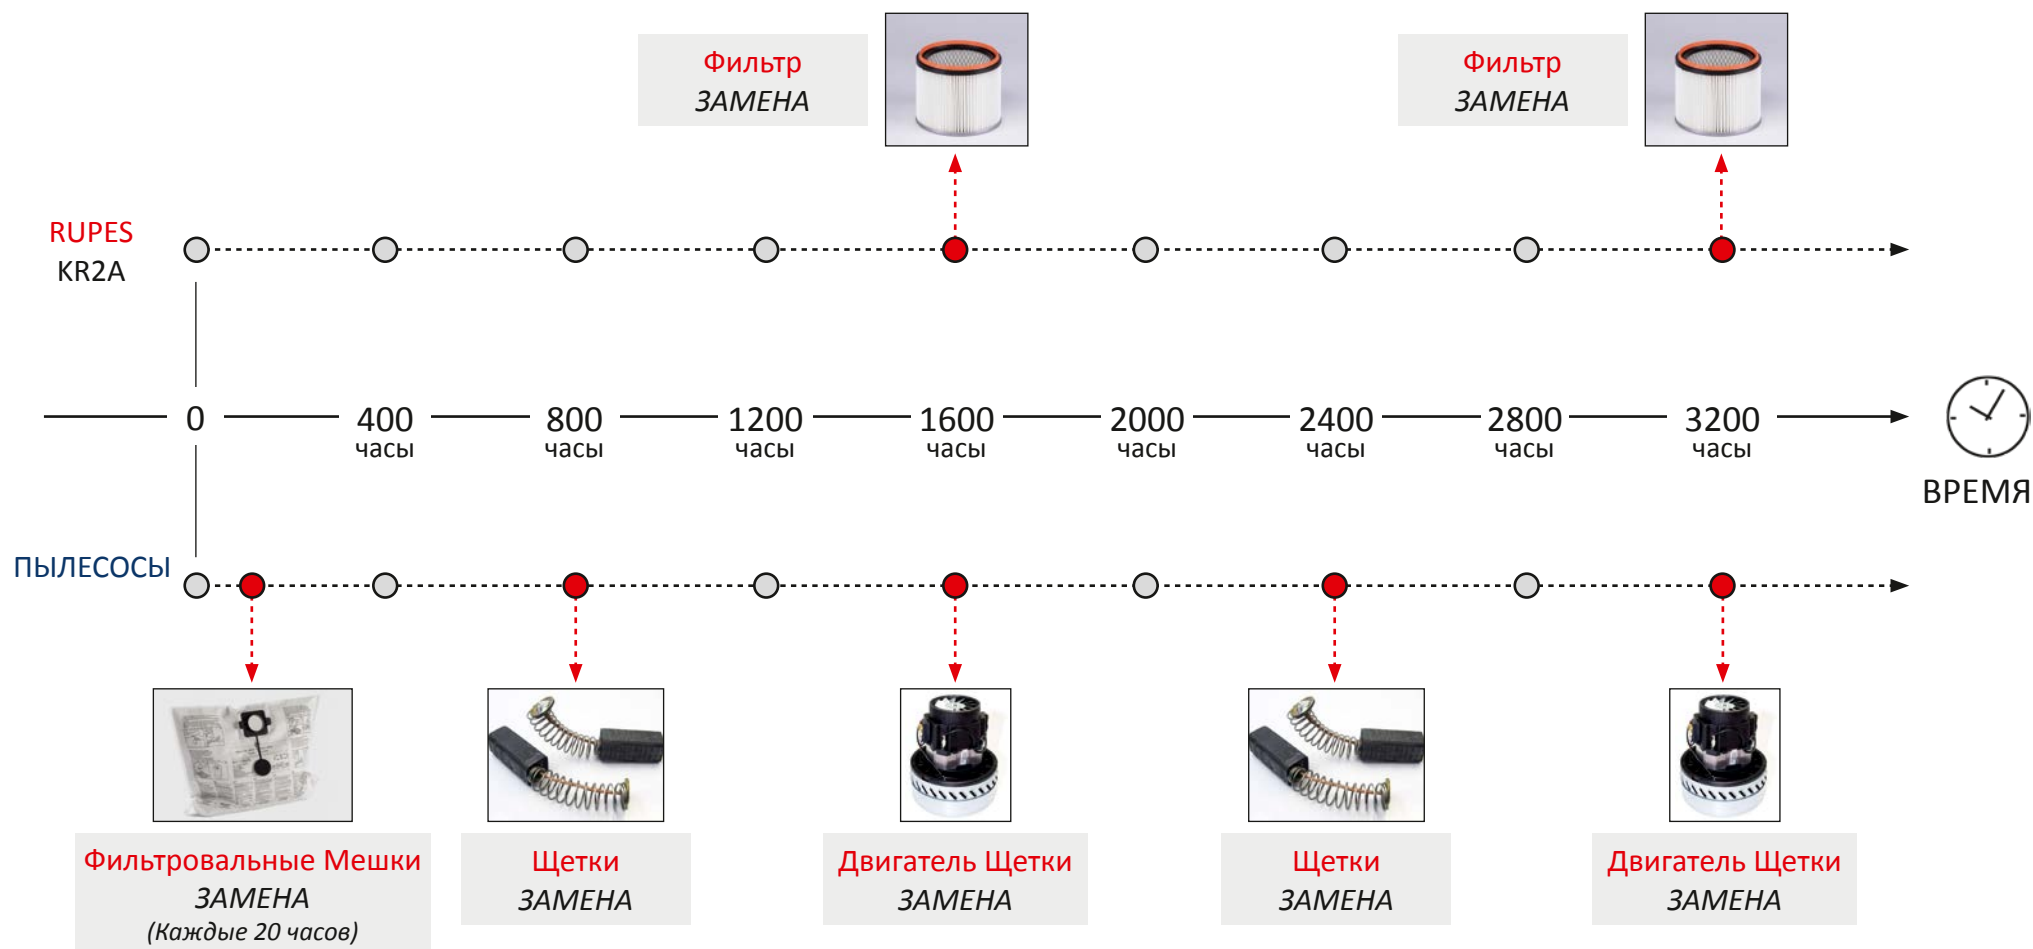 Фильтр
ЗАМЕНА
Фильтр
ЗАМЕНА
RUPES
KR2A
0
400
часы
800
часы
1200
часы
1600
часы
2000
часы
2400
часы
2800
часы
3200
часы
ВРЕМЯ
ПЫЛЕСОСЫ
Фильтровальные Мешки
ЗАМЕНА
(Каждые 20 часов)
Щетки
ЗАМЕНА
Двигатель Щетки
ЗАМЕНА
Щетки
ЗАМЕНА
Двигатель Щетки
ЗАМЕНА